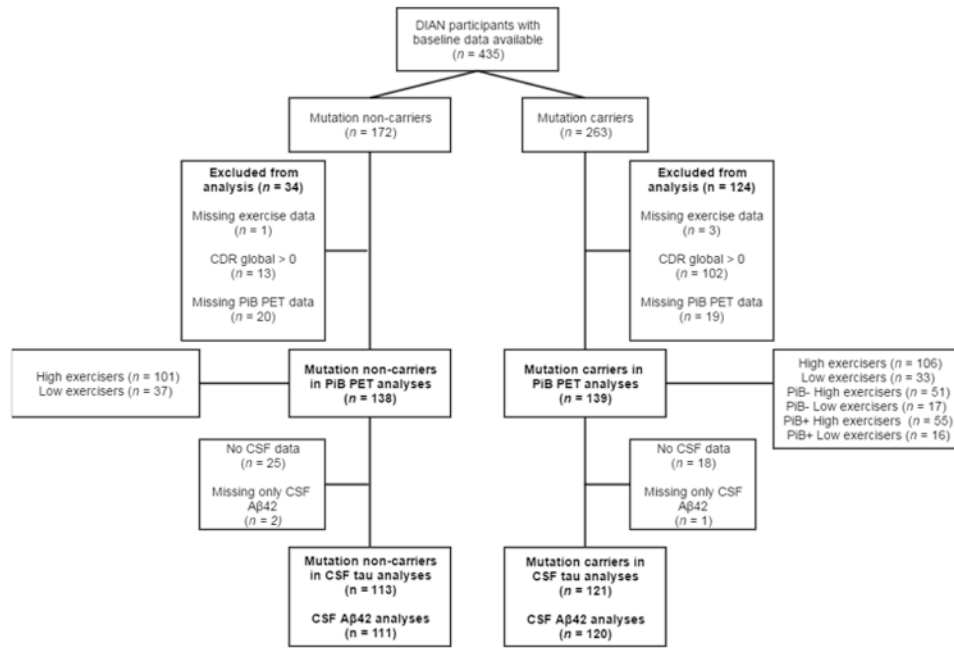 DIAN participants with
baseline data available
(n = 435)
Mutation non-carriers
(n = 172)
Mutation carriers
(n = 263)
Excluded from
analysis (n = 34)
Missing exercise data
(n = 1)
CDR global > 0
(n = 13)
Missing PiB PET data
(n = 20)
Excluded from
analysis (n = 124)
Missing exercise data
(n = 3)
CDR global > 0
(n = 102)
Missing PiB PET data
(n = 19)
High exercisers (n = 101)
Low exercisers (n = 37)
Mutation non-carriers
in PiB PET analyses
(n = 138)
Mutation carriers in
PiB PET analyses
(n = 139)
High exercisers (n = 106)
Low exercisers (n = 33)
PiB- High exercisers (n = 51)
PiB- Low exercisers (n = 17)
PiB+ High exercisers (n = 55)
PiB+ Low exercisers (n = 16)
No CSF data
(n = 25)
Missing only CSF
Aβ42
(n = 2)
No CSF data
(n = 18)
Missing only CSF
Aβ42
(n = 1)
Mutation non-carriers
in CSF tau analyses
(n = 113)
CSF Aβ42 analyses
(n = 111)
Mutation carriers in
CSF tau analyses
(n = 121)
CSF Aβ42 analyses
(n = 120)